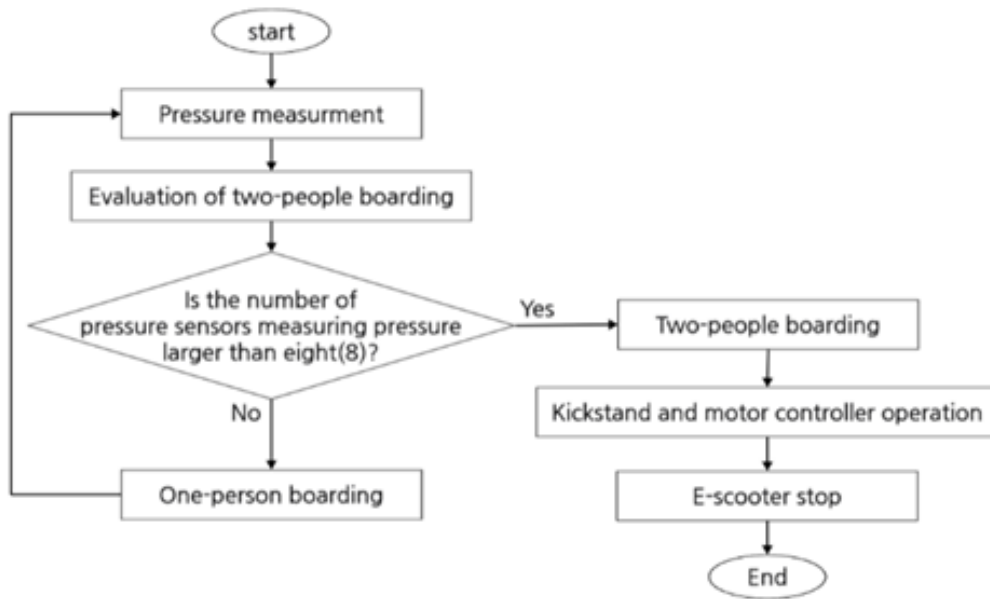 start
Pressure measurment
Evaluation of two-people boarding
Is the number of
pressure sensors measuring pressure
larger than eight(8)?
Yes
No
One-person boarding
Two-people boarding
Kickstand and motor controller operation
E-scooter stop
End